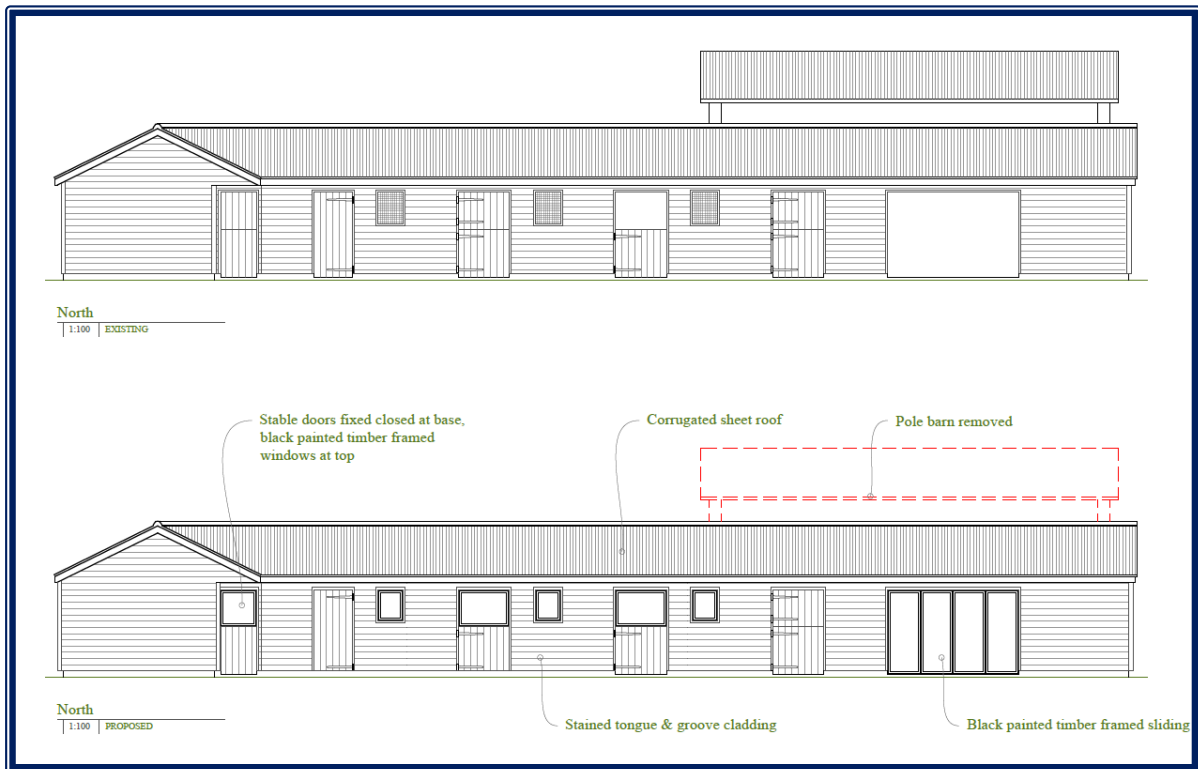 North
1:100 EXISTING
Stable doors fixed closed at base,
black painted timber framed
windows at top
Corrugated sheet roof
Pole barn removed
North
1:100 PROPOSED
Stained tongue & groove cladding
Black painted timber framed sliding